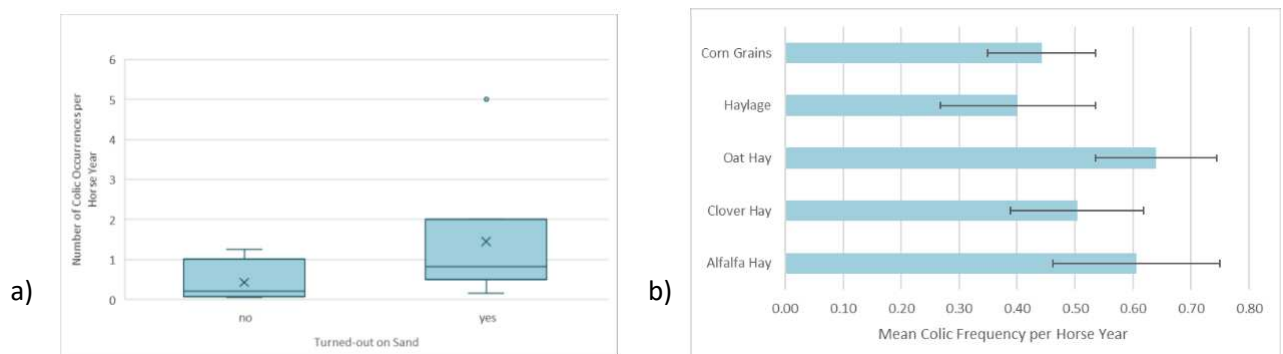 a)
Number of Colic Occurrences per
Horse Year
6
5
4
3
2
1
0
no
yes
Turned-out on Sand
b)
Corn Grains
Haylage
Oat Hay
Clover Hay
Alfalfa Hay
0.00 0.10 0.20 0.30 0.40 0.50 0.60 0.70 0.80
Mean Colic Frequency per Horse Year